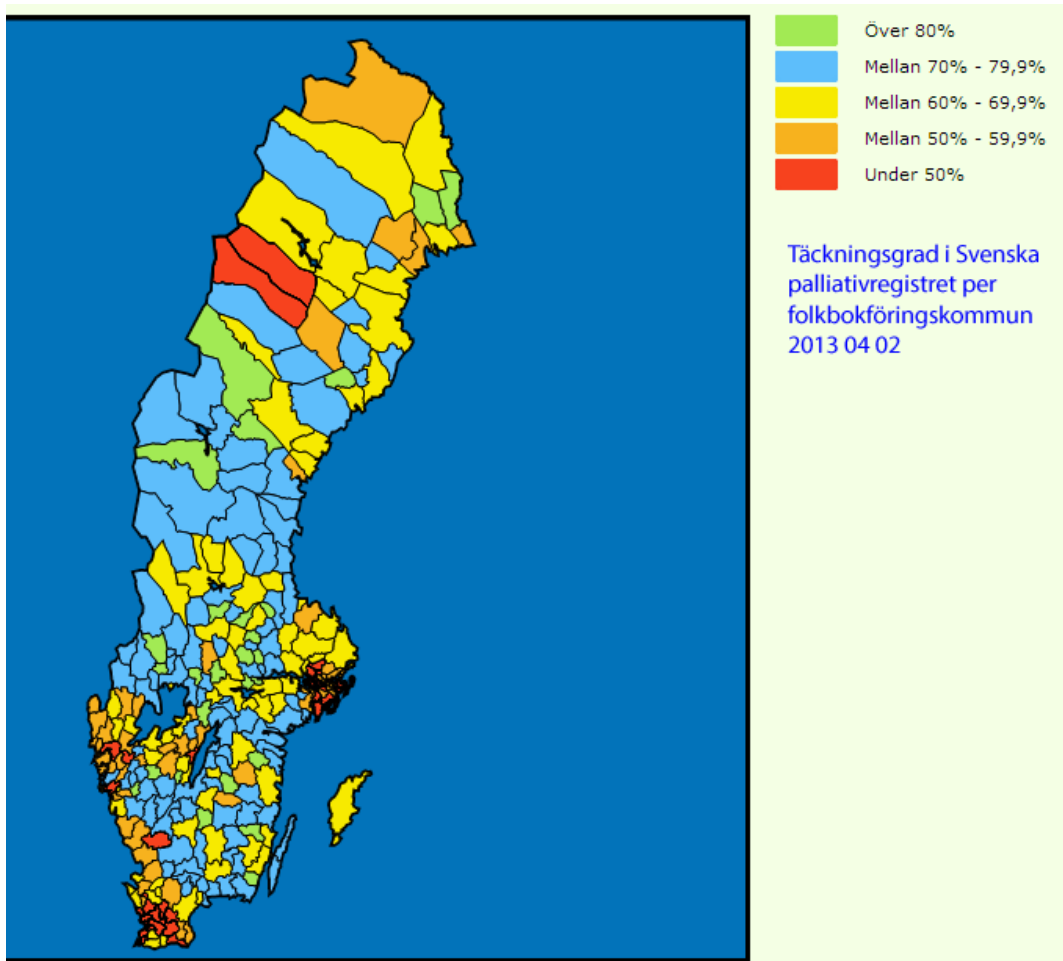 Över 80%
Mellan 70% - 79,9%
Mellan 60% - 69,9%
Mellan 50% - 59,9%
Under 50%
Täckningsgrad i Svenska
palliativregistret per
folkbokföringskommun
2013 04 02